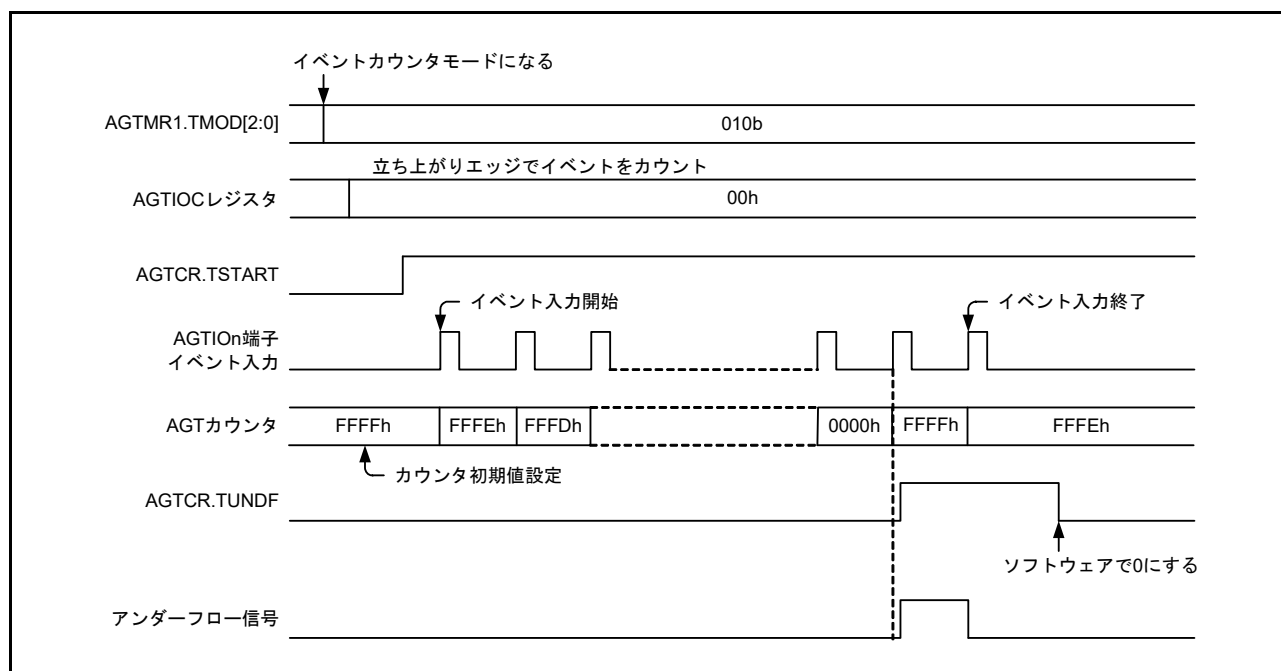 イベントカウンタモードになる
AGTMR1.TMOD[2:0]
010b
立ち上がりエッジでイベントをカウント
AGTIOCレジスタ
00h
AGTCR.TSTART
イベント入力開始
イベント入力終了
AGTIOn端子
イベント入力
AGTカウンタ
FFFFh
FFFEh
FFFDh
0000h
FFFFh
FFFEh
カウンタ初期値設定
AGTCR.TUNDF
ソフトウェアで0にする
アンダーフロー信号